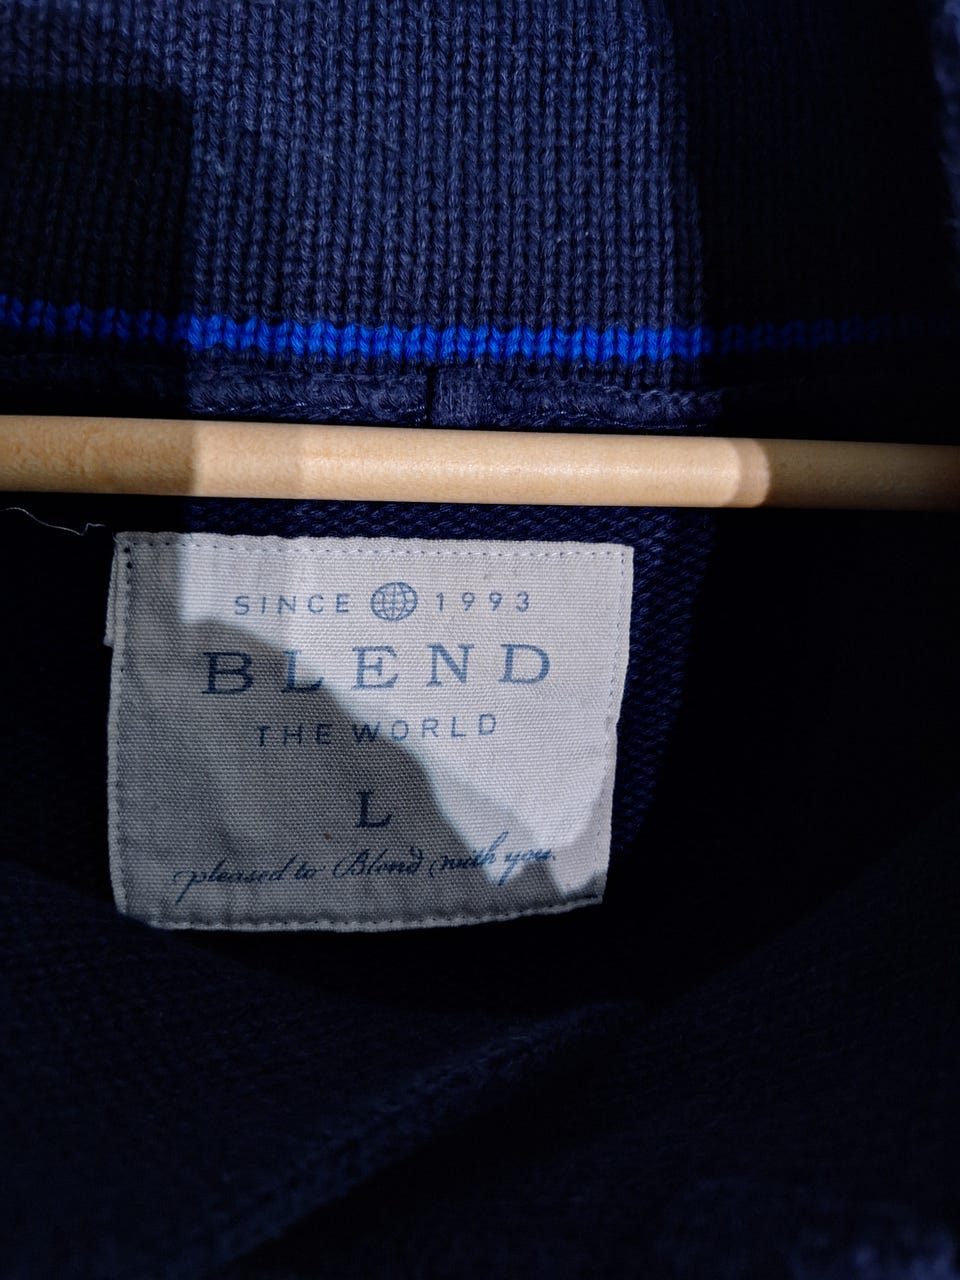 SINCE 1993
BLEND
THE WORLD
L
pleased to Blend with you.